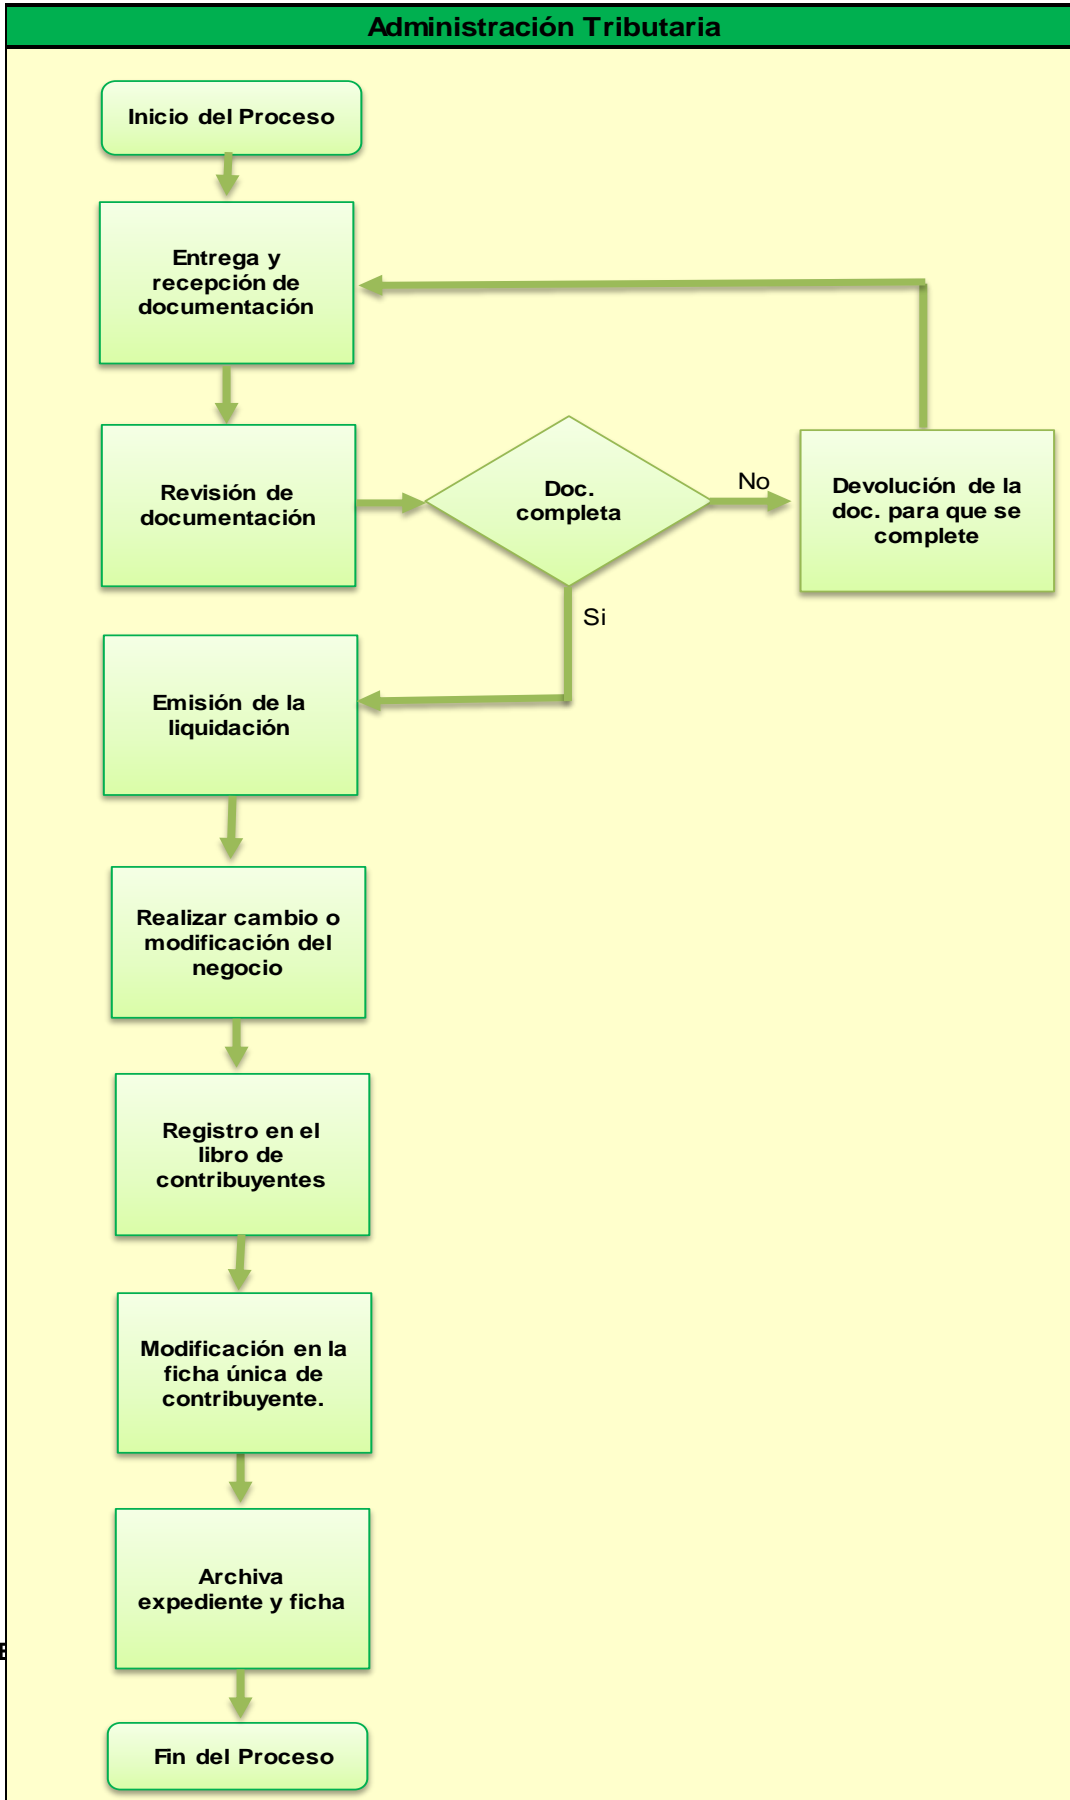 Administración Tributaria
Inicio del Proceso
Entrega y
recepción de
documentación
Revisión de
documentación
Doc.
completa
No
Devolución de la
doc. para que se
complete
Si
Emisión de la
liquidación
Realizar cambio o
modificación del
negocio
Registro en el
libro de
contribuyentes
Modificación en la
ficha única de
contribuyente.
Archiva
expediente y ficha
Fin del Proceso